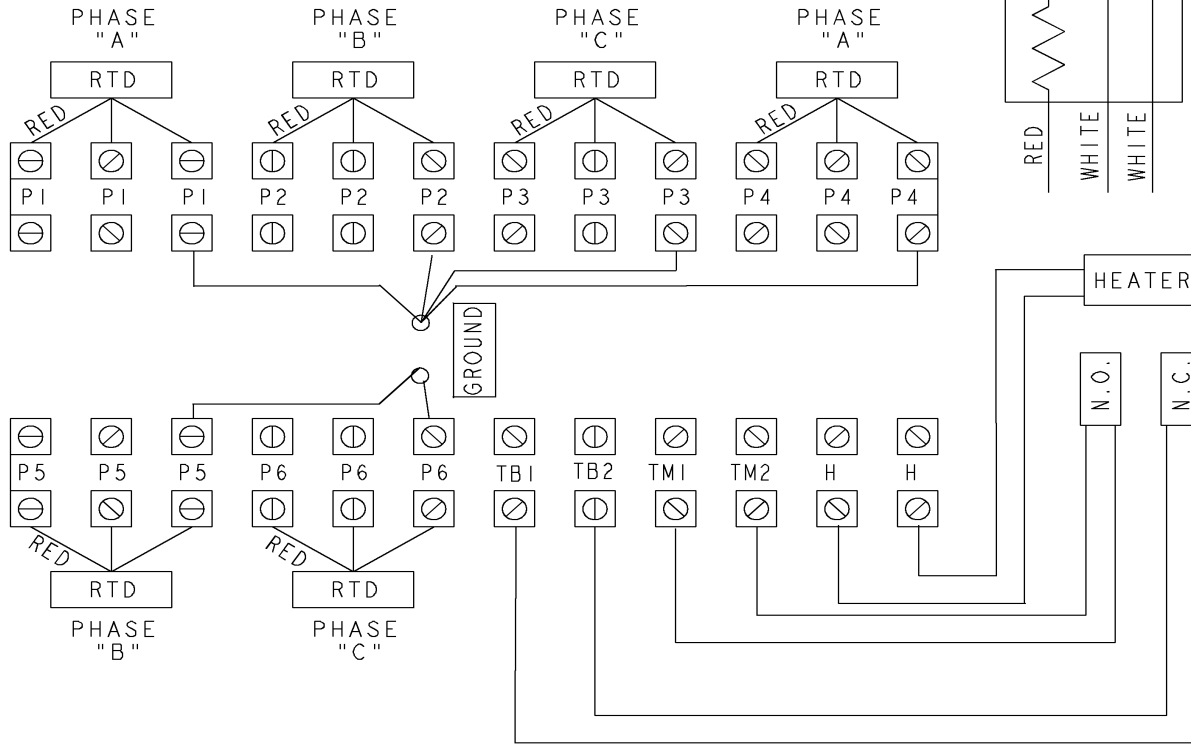 PHASE "A"
PHASE "B"
PHASE "C"
PHASE "A"
RTD
RTD
RTD
RTD
RED
RED
RED
RED
RED
WHITE
WHITE
P1 P1 P1 P2 P2 P2 P3 P3 P3 P4 P4 P4
HEATER
GROUND
N.O.
N.C.
P5 P5 P5 P6 P6 P6 TB1 TB2 TM1 TM2 H H
RED
RED
RTD
RTD
PHASE "B"
PHASE "C"